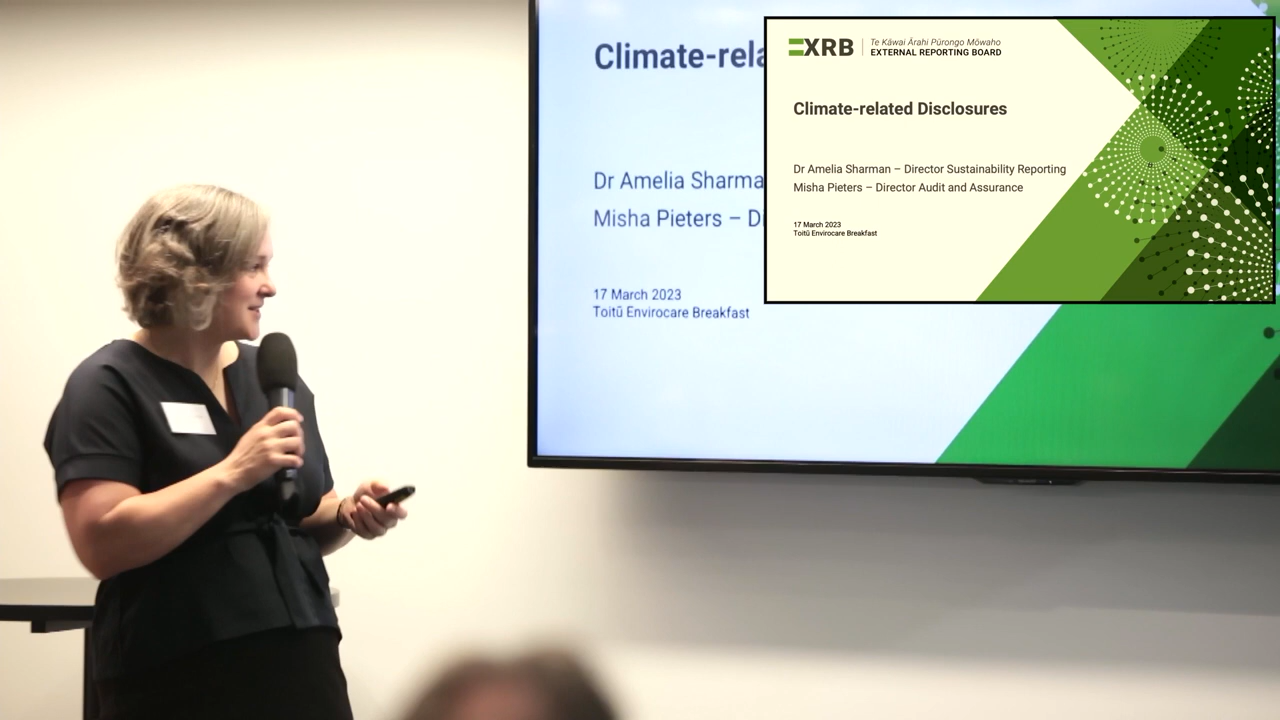 Climate-rela
Dr Amelia Sharma
Misha Pieters – Di
17 March 2023
Toitū Envirocare Breakfast
XRB
Te Kāwai Ārahi Pūrongo Mōwaho
EXTERNAL REPORTING BOARD
Climate-related Disclosures
Dr Amelia Sharman – Director Sustainability Reporting
Misha Pieters – Director Audit and Assurance
17 March 2023
Toitū Envirocare Breakfast